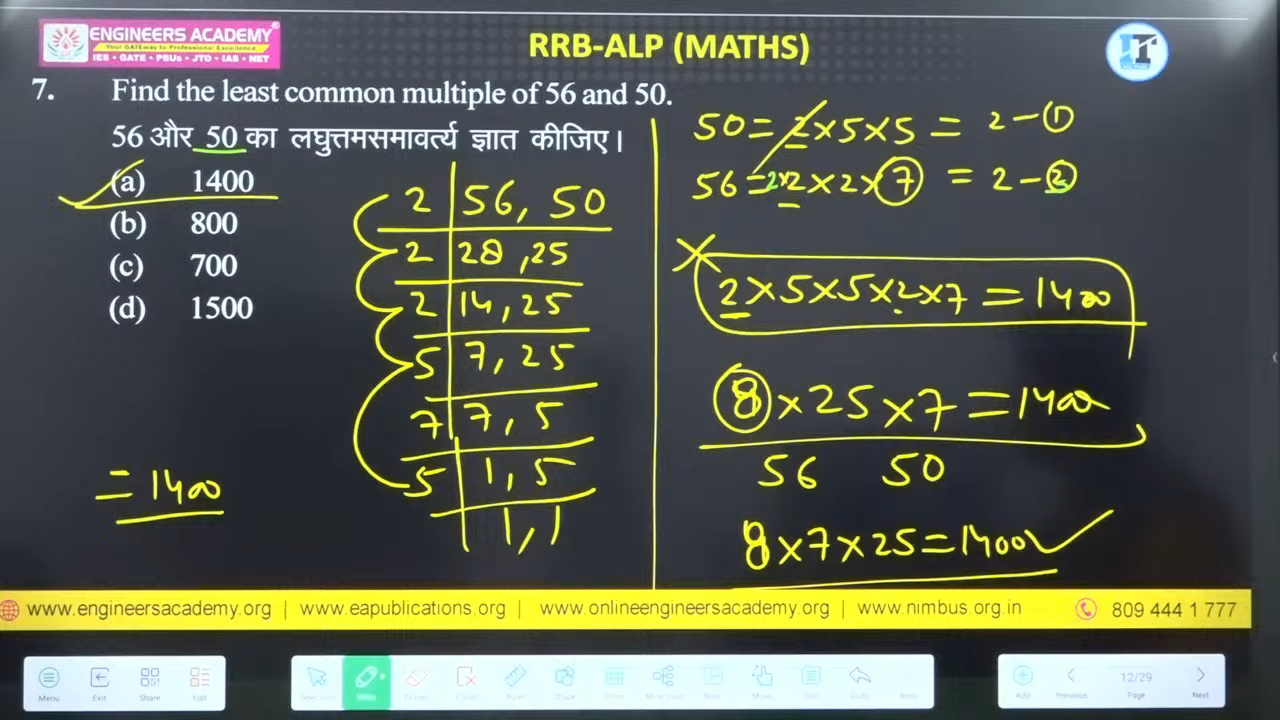 ENGINEERS ACADEMY®
Your GATEway to Professional Excellence
IES • GATE • PSUs • JTO • IAS • NET
RRB-ALP (MATHS)
7. Find the least common multiple of 56 and 50.
56 और 50 का लघुत्तमसमावर्त्य ज्ञात कीजिए।
(a) 1400
(b) 800
(c) 700
(d) 1500
2 | 56, 50
2 | 28, 25
2 | 14, 25
5 | 7, 25
7 | 7, 5
5 | 1, 5
1, 1
= 1400
50 = 2 × 5 × 5 = 2 - 1
56 = 2 × 2 × 2 × 7 = 2 - 2
2 × 5 × 5 × 2 × 7 = 1400
8 × 25 × 7 = 1400
56 50
8 × 7 × 25 = 1400
www.engineersacademy.org | www.eapublications.org | www.onlineengineersacademy.org | www.nimbus.org.in 809 444 1 777
Menu Exit Share
Undo Redo
Add Previous 12/29 Page Next